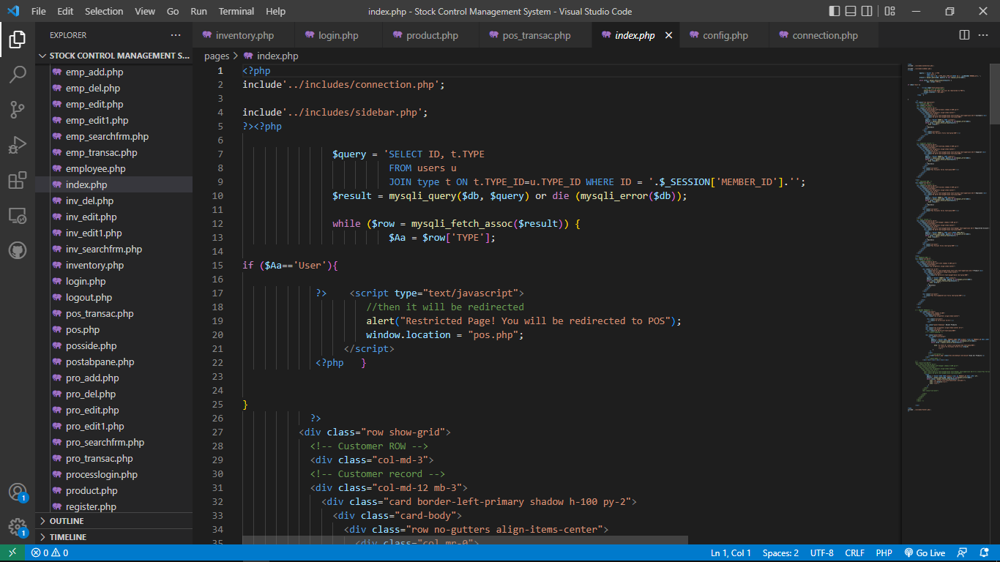 File Edit Selection View Go Run Terminal Help
index.php - Stock Control Management System - Visual Studio Code
EXPLORER
STOCK CONTROL MANAGEMENT S...
emp_add.php
emp_del.php
emp_edit.php
emp_edit1.php
emp_searchfrm.php
emp_transac.php
employee.php
index.php
inv_del.php
inv_edit.php
inv_edit1.php
inv_searchfrm.php
inventory.php
login.php
logout.php
pos_transac.php
pos.php
posside.php
postabpane.php
pro_add.php
pro_del.php
pro_edit.php
pro_edit1.php
pro_searchfrm.php
pro_transac.php
processlogin.php
product.php
register.php
OUTLINE
TIMELINE
1
1
inventory.php login.php product.php pos_transac.php index.php config.php connection.php
pages > index.php
1 <?php
2 include'../includes/connection.php';
3
4 include'../includes/sidebar.php';
5 ?><?php
6
7 $query = 'SELECT ID, t.TYPE
8 FROM users u
9 JOIN type t ON t.TYPE_ID=u.TYPE_ID WHERE ID = '.$_SESSION['MEMBER_ID'].'';
10 $result = mysqli_query($db, $query) or die (mysqli_error($db));
11
12 while ($row = mysqli_fetch_assoc($result)) {
13 $Aa = $row['TYPE'];
14
15 if ($Aa=='User'){
16
17 ?> <script type="text/javascript">
18 //then it will be redirected
19 alert("Restricted Page! You will be redirected to POS");
20 window.location = "pos.php";
21 </script>
22 <?php }
23
24
25 }
26 ?>
27 <div class="row show-grid">
28 <!-- Customer ROW -->
29 <div class="col-md-3">
30 <!-- Customer record -->
31 <div class="col-md-12 mb-3">
32 <div class="card border-left-primary shadow h-100 py-2">
33 <div class="card-body">
34 <div class="row no-gutters align-items-center">
35 <div class="col mr-0">
0 0
Ln 1, Col 1 Spaces: 2 UTF-8 CRLF PHP Go Live